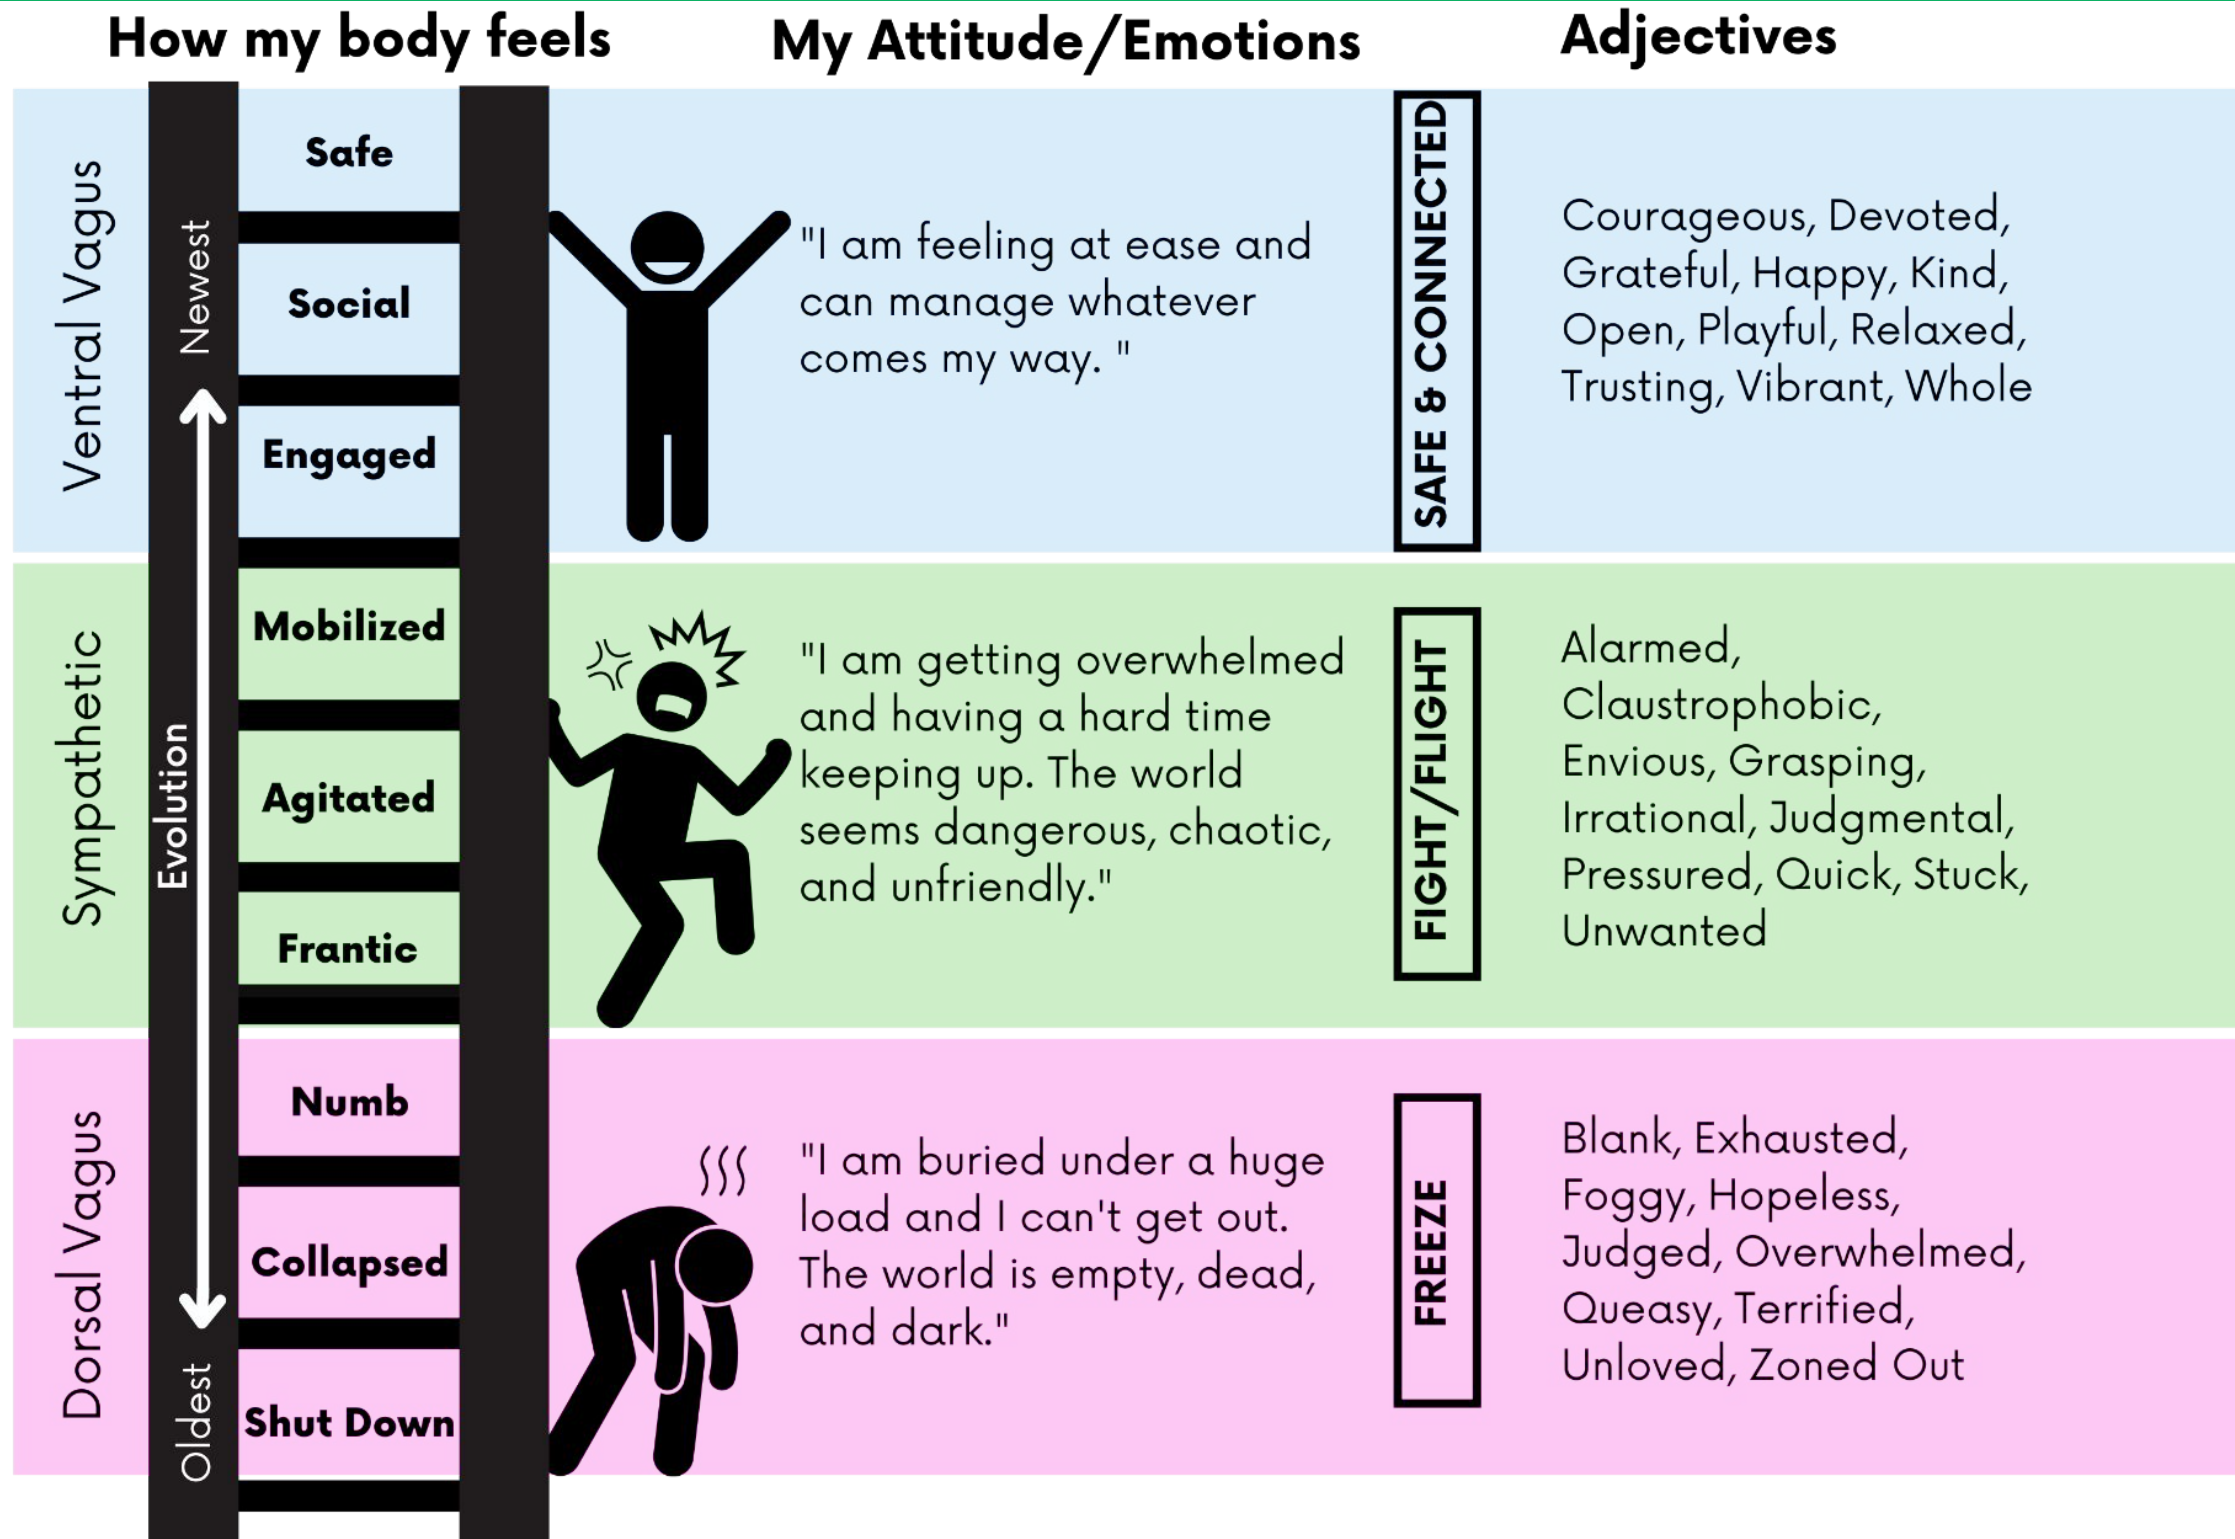 How my body feels
My Attitude/Emotions
Adjectives
Ventral Vagus
Newest
Safe
Social
Engaged
"I am feeling at ease and
can manage whatever
comes my way. "
SAFE & CONNECTED
Courageous, Devoted,
Grateful, Happy, Kind,
Open, Playful, Relaxed,
Trusting, Vibrant, Whole
Sympathetic
Evolution
Mobilized
Agitated
Frantic
"I am getting overwhelmed
and having a hard time
keeping up. The world
seems dangerous, chaotic,
and unfriendly."
FIGHT/FLIGHT
Alarmed,
Claustrophobic,
Envious, Grasping,
Irrational, Judgmental,
Pressured, Quick, Stuck,
Unwanted
Dorsal Vagus
Oldest
Numb
Collapsed
Shut Down
"I am buried under a huge
load and I can't get out.
The world is empty, dead,
and dark."
FREEZE
Blank, Exhausted,
Foggy, Hopeless,
Judged, Overwhelmed,
Queasy, Terrified,
Unloved, Zoned Out